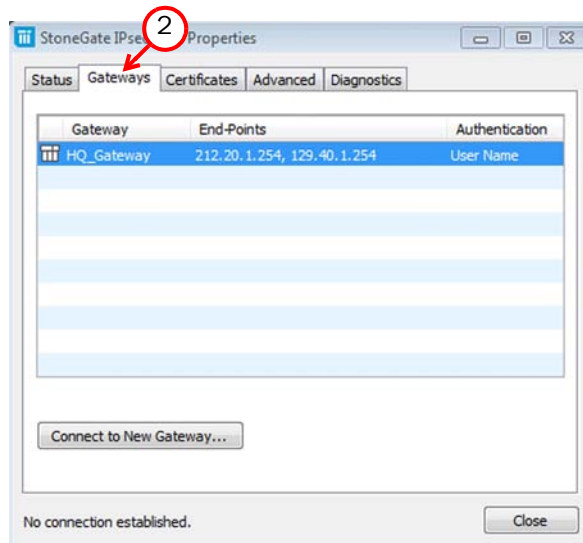 2
StoneGate IPsec Properties
Status Gateways Certificates Advanced Diagnostics
Gateway End-Points Authentication
HQ_Gateway 212.20.1.254, 129.40.1.254 User Name
Connect to New Gateway...
No connection established. Close